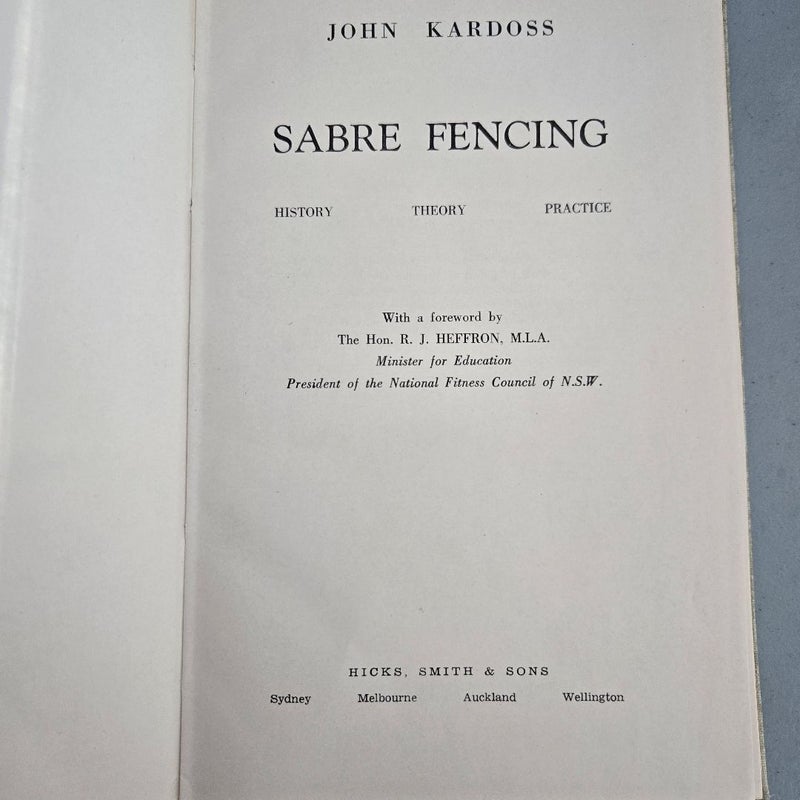 JOHN KARDOSS
SABRE FENCING
HISTORY THEORY PRACTICE
With a foreword by
The Hon. R. J. HEFFRON, M.L.A.
Minister for Education
President of the National Fitness Council of N.S.W.
HICKS, SMITH & SONS
Sydney Melbourne Auckland Wellington